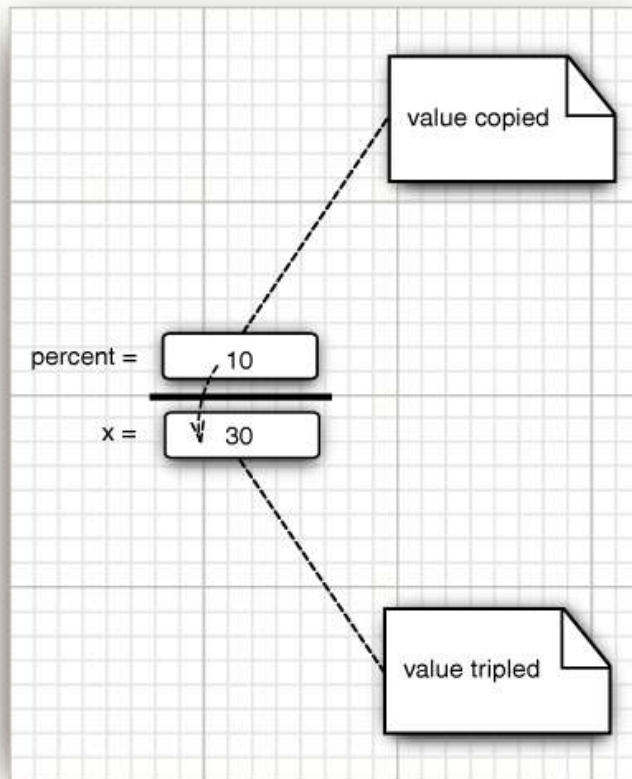 value copied
percent = 10
x = 30
value tripled